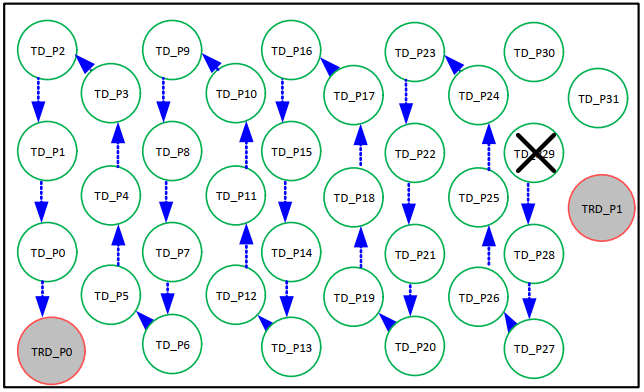 TD_P2
TD_P1
TD_P0
TRD_P0
TD_P3
TD_P4
TD_P5
TD_P9
TD_P8
TD_P7
TD_P6
TD_P10
TD_P11
TD_P12
TD_P16
TD_P15
TD_P14
TD_P13
TD_P17
TD_P18
TD_P19
TD_P23
TD_P22
TD_P21
TD_P20
TD_P24
TD_P25
TD_P26
TD_P30
TD_P29
TD_P28
TD_P27
TD_P31
TRD_P1